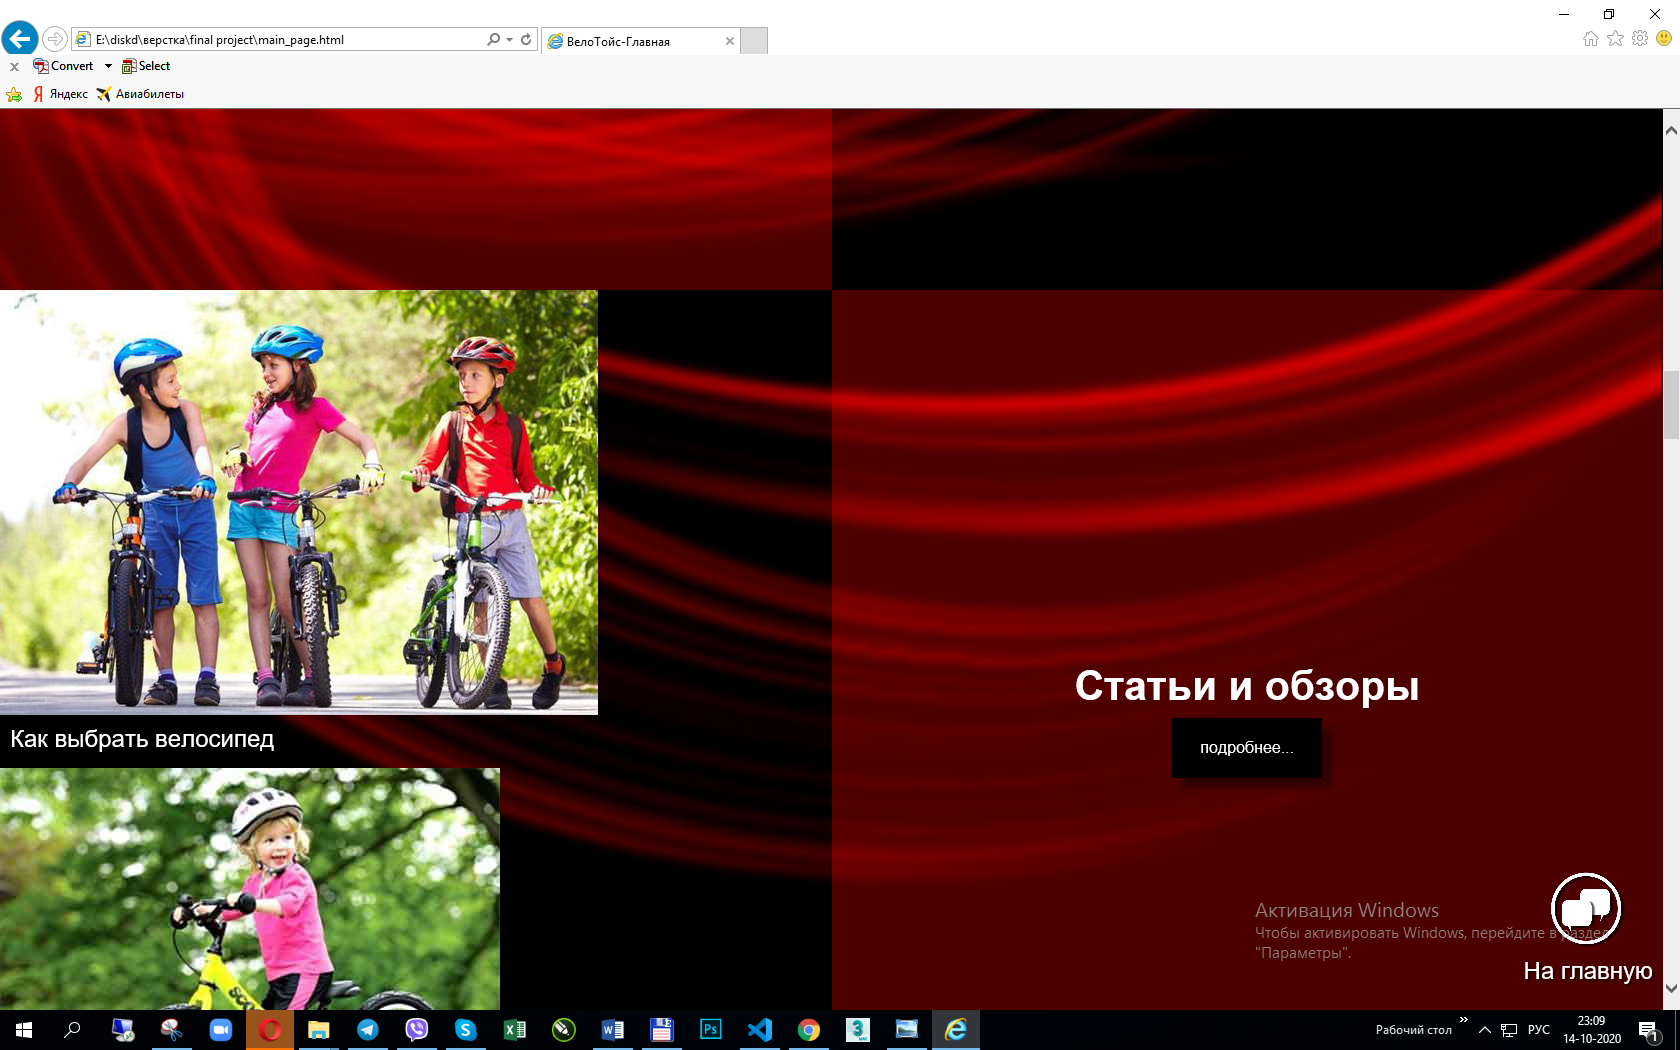 E:\diskd\верстка\final project\main_page.html
ВелоТойс-Главная
x Convert Select
Яндекс Авиабилеты
Статьи и обзоры
Как выбрать велосипед
подробнее...
Активация Windows
Чтобы активировать Windows, перейдите в раздел
"Параметры".
На главную
Рабочий стол
РУС
23:09
14-10-2020
1